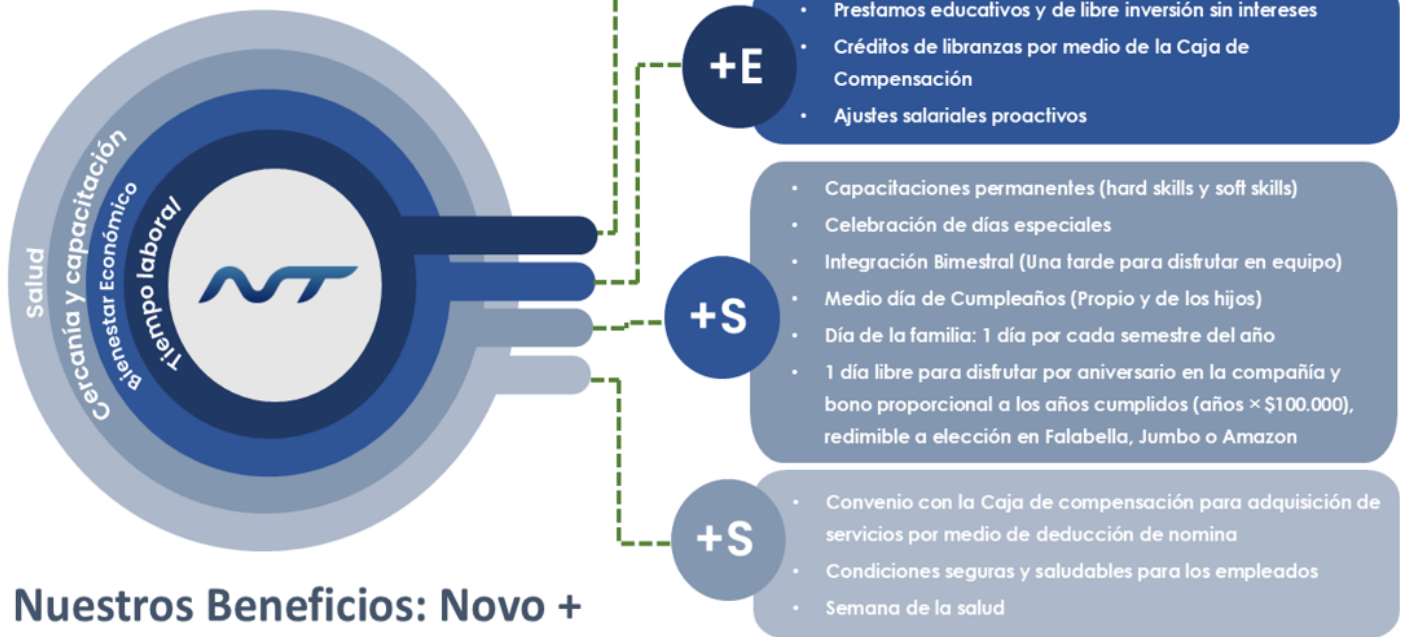 Salud
Cercanía y capacitación
Bienestar Económico
Tiempo laboral
NT
+E
• Prestamos educativos y de libre inversión sin intereses
• Créditos de libranzas por medio de la Caja de
Compensación
• Ajustes salariales proactivos
+S
• Capacitaciones permanentes (hard skills y soft skills)
• Celebración de días especiales
• Integración Bimestral (Una tarde para disfrutar en equipo)
• Medio día de Cumpleaños (Propio y de los hijos)
• Día de la familia: 1 día por cada semestre del año
• 1 día libre para disfrutar por aniversario en la compañía y
bono proporcional a los años cumplidos (años × $100.000),
redimible a elección en Falabella, Jumbo o Amazon
+S
• Convenio con la Caja de compensación para adquisición de
servicios por medio de deducción de nomina
• Condiciones seguras y saludables para los empleados
• Semana de la salud
Nuestros Beneficios: Novo +